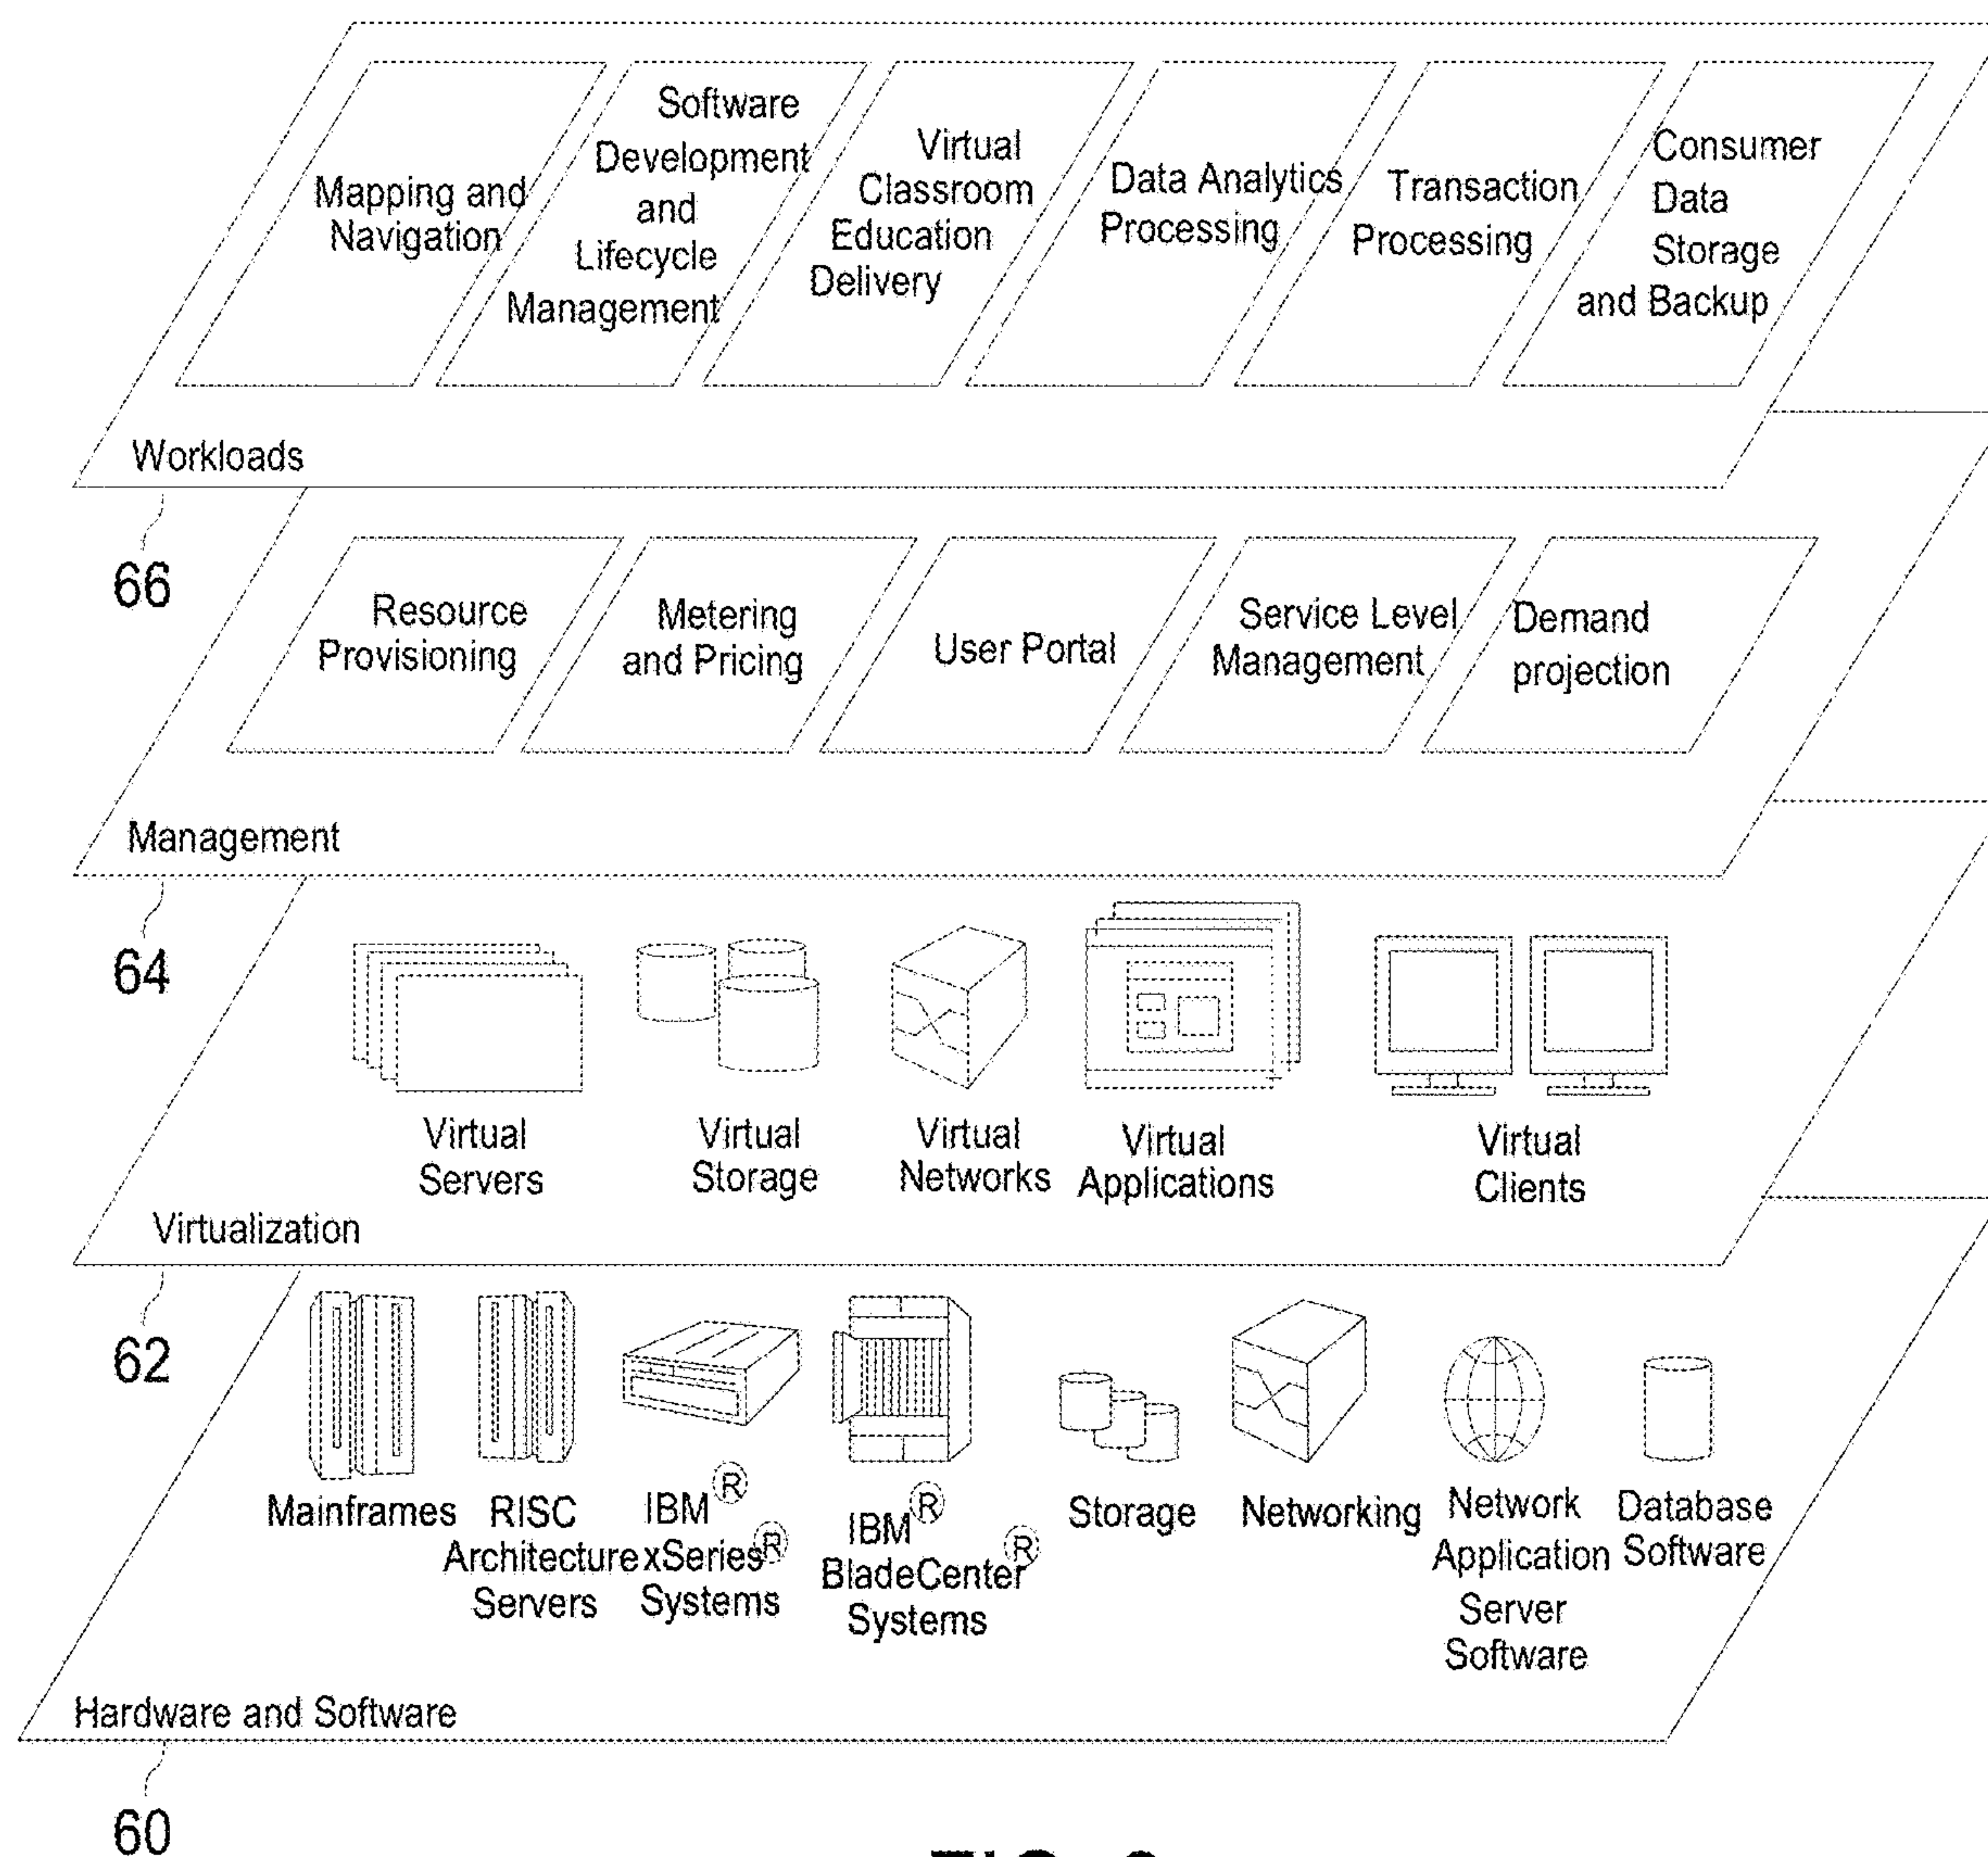 Mapping and
Navigation
Software
Development
and
Lifecycle
Management
Virtual
Classroom
Education
Delivery
Data Analytics
Processing
Transaction
Processing
Consumer
Data
Storage
and Backup
Workloads
66
Resource
Provisioning
Metering
and Pricing
User Portal
Service Level
Management
Demand
projection
Management
64
Virtual
Servers
Virtual
Storage
Virtual
Networks
Virtual
Applications
Virtual
Clients
Virtualization
62
Mainframes
RISC
Architecture
Servers
IBM®
xSeries®
Systems
IBM®
BladeCenter®
Systems
Storage
Networking
Network
Application
Server
Software
Database
Software
Hardware and Software
60